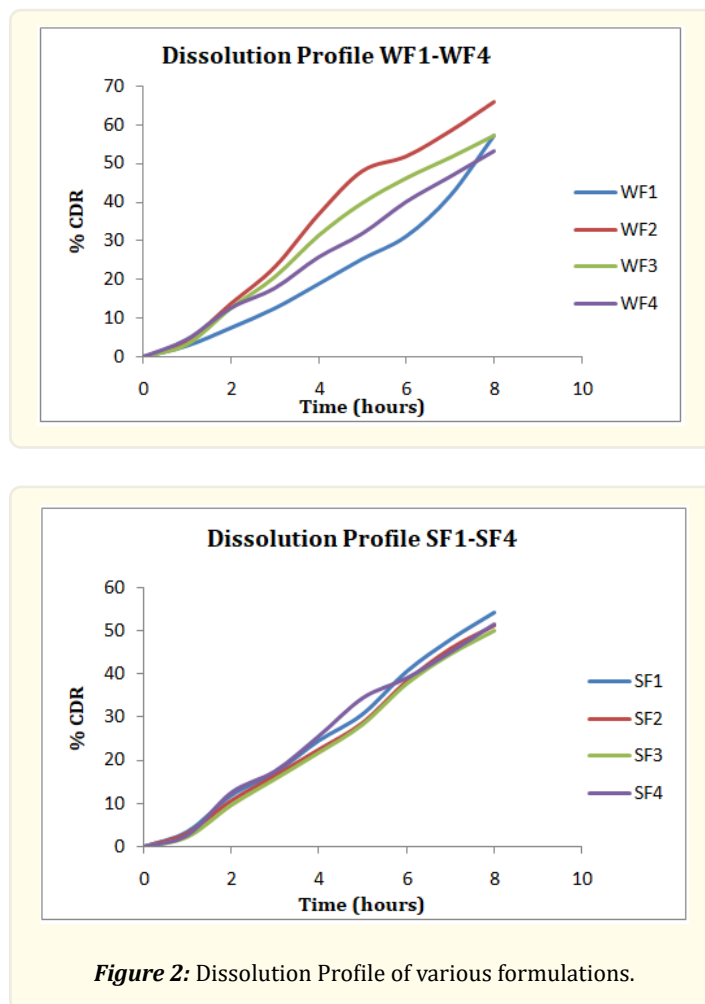 Dissolution Profile WF1-WF4
70
60
50
40
30
20
10
0
% CDR
0 2 4 6 8 10
Time (hours)
WF1
WF2
WF3
WF4
Dissolution Profile SF1-SF4
60
50
40
30
20
10
0
% CDR
0 2 4 6 8 10
Time (hours)
SF1
SF2
SF3
SF4
Figure 2: Dissolution Profile of various formulations.